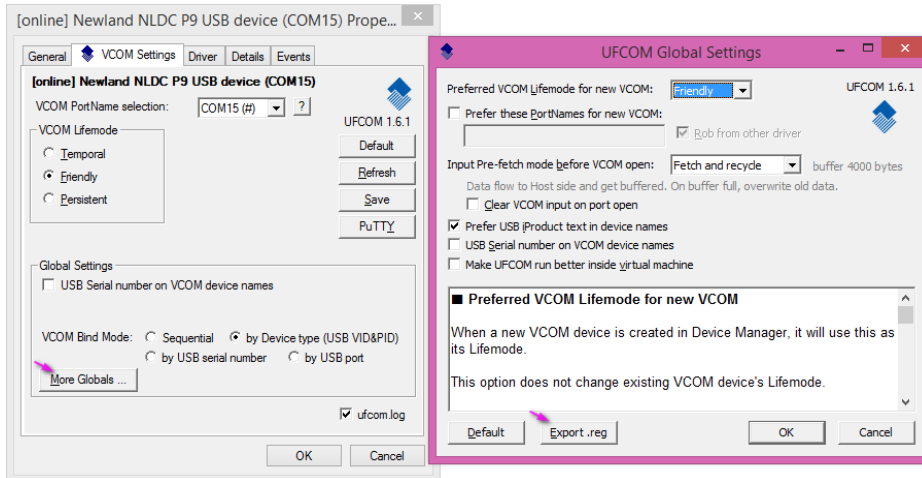 [online] Newland NLDC P9 USB device (COM15) Prope...
General
VCOM Settings
Driver
Details
Events
[online] Newland NLDC P9 USB device (COM15)
VCOM PortName selection:
COM15 (#)
?
UFCOM 1.6.1
VCOM Lifemode
Temporal
Friendly
Persistent
Default
Refresh
Save
PuTTY
Global Settings
USB Serial number on VCOM device names
VCOM Bind Mode:
Sequential
by Device type (USB VID&PID)
by USB serial number
by USB port
More Globals ...
ufcom.log
OK
Cancel
UFCOM Global Settings
Preferred VCOM Lifemode for new VCOM:
Friendly
UFCOM 1.6.1
Prefer these PortNames for new VCOM:
Rob from other driver
Input Pre-fetch mode before VCOM open:
Fetch and recycle
buffer 4000 bytes
Data flow to Host side and get buffered. On buffer full, overwrite old data.
Clear VCOM input on port open
Prefer USB iProduct text in device names
USB Serial number on VCOM device names
Make UFCOM run better inside virtual machine
■ Preferred VCOM Lifemode for new VCOM
When a new VCOM device is created in Device Manager, it will use this as
its Lifemode.
This option does not change existing VCOM device's Lifemode.
Default
Export .reg
OK
Cancel